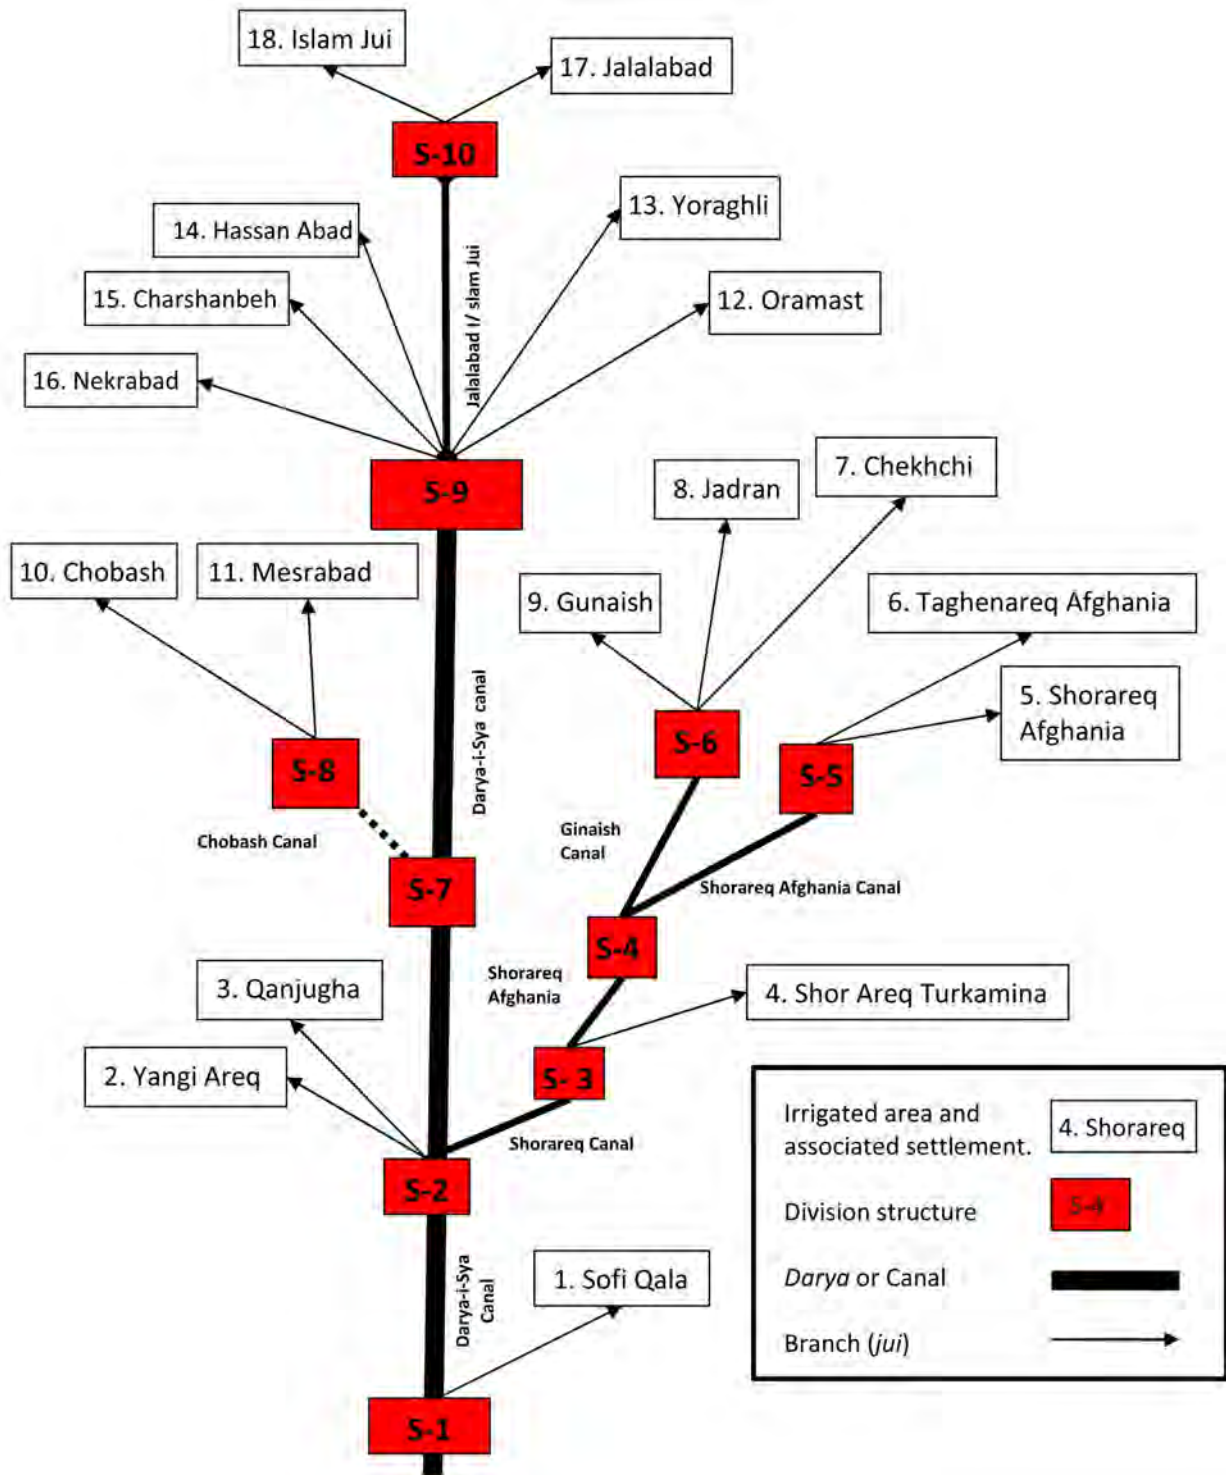 18. Islam Jui
17. Jalalabad
S-10
13. Yoraghli
14. Hassan Abad
Jalalabad I/ slam Jui
15. Charshanbeh
12. Oramast
16. Nekrabad
7. Chekhchi
8. Jadran
S-9
10. Chobash
11. Mesrabad
9. Gunaish
6. Taghenareq Afghania
5. Shorareq
Afghania
Darya-i-Sya canal
S-6
S-8
S-5
Chobash Canal
Ginaish
Canal
S-7
Shorareq Afghania Canal
S-4
Shorareq
Afghania
3. Qanjugha
4. Shor Areq Turkamina
2. Yangi Areq
S- 3
Shorareq Canal
S-2
Darya-i-Sya
Canal
1. Sofi Qala
S-1
Irrigated area and
associated settlement.
4. Shorareq
Division structure
S-4
Darya or Canal
Branch (jui)